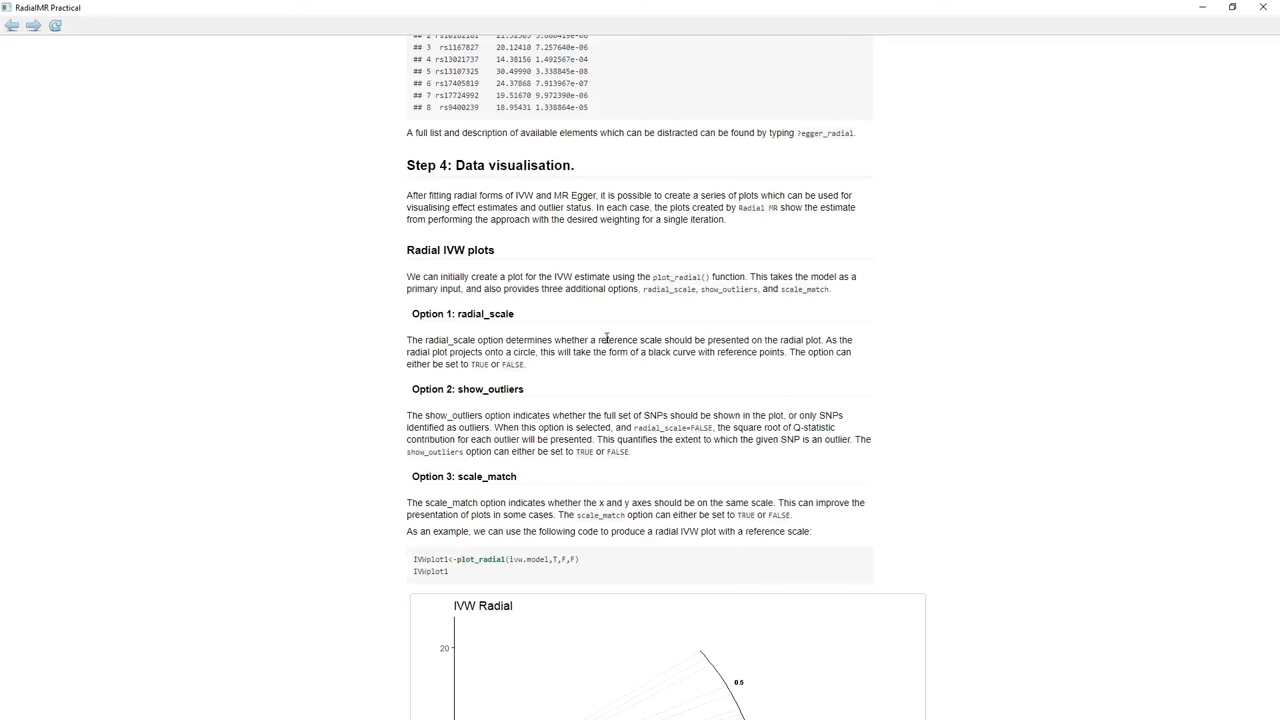 RadialMR Practical
## 3 rs1167827 20.12410 7.257640e-06
## 4 rs13021737 14.38156 1.492567e-04
## 5 rs13107325 30.49990 3.338845e-08
## 6 rs17405819 24.37868 7.913967e-07
## 7 rs17724992 19.51670 9.972390e-06
## 8 rs9400239 18.95431 1.338864e-05
A full list and description of available elements which can be distracted can be found by typing ?egger_radial.
Step 4: Data visualisation.
After fitting radial forms of IVW and MR Egger, it is possible to create a series of plots which can be used for
visualising effect estimates and outlier status. In each case, the plots created by Radial MR show the estimate
from performing the approach with the desired weighting for a single iteration.
Radial IVW plots
We can initially create a plot for the IVW estimate using the plot_radial() function. This takes the model as a
primary input, and also provides three additional options, radial_scale, show_outliers, and scale_match.
Option 1: radial_scale
The radial_scale option determines whether a reference scale should be presented on the radial plot. As the
radial plot projects onto a circle, this will take the form of a black curve with reference points. The option can
either be set to TRUE or FALSE.
Option 2: show_outliers
The show_outliers option indicates whether the full set of SNPs should be shown in the plot, or only SNPs
identified as outliers. When this option is selected, and radial_scale=FALSE, the square root of Q-statistic
contribution for each outlier will be presented. This quantifies the extent to which the given SNP is an outlier. The
show_outliers option can either be set to TRUE or FALSE.
Option 3: scale_match
The scale_match option indicates whether the x and y axes should be on the same scale. This can improve the
presentation of plots in some cases. The scale_match option can either be set to TRUE or FALSE.
As an example, we can use the following code to produce a radial IVW plot with a reference scale:
IVWplot1<-plot_radial(ivw.model,T,F,F)
IVWplot1
IVW Radial
20
0.5